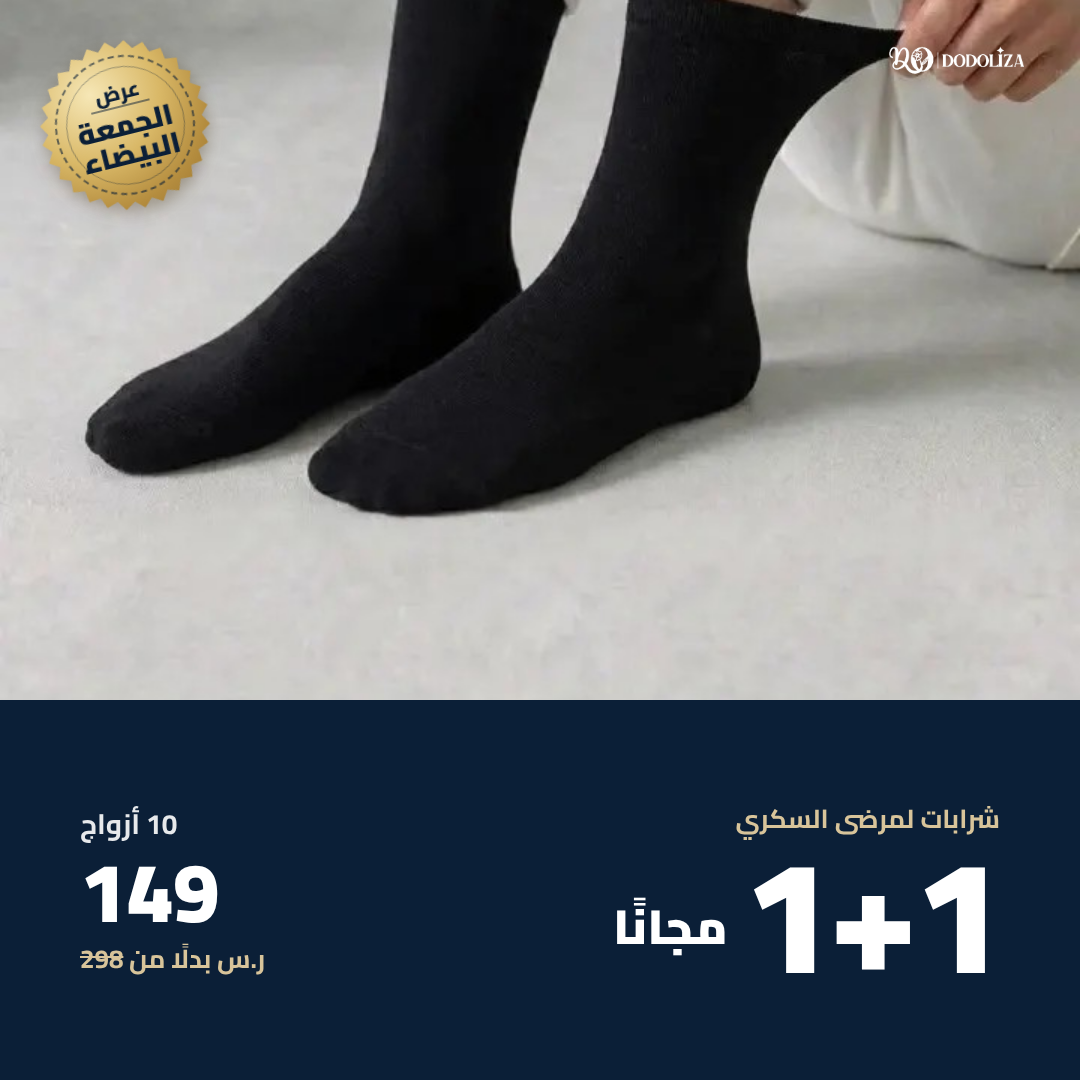 عرض
الجمعة
البيضاء
DODOLIZA
شرابات لمرضى السكري
1+1 مجانًا
10 أزواج
149
ر.س بدلًا من 298